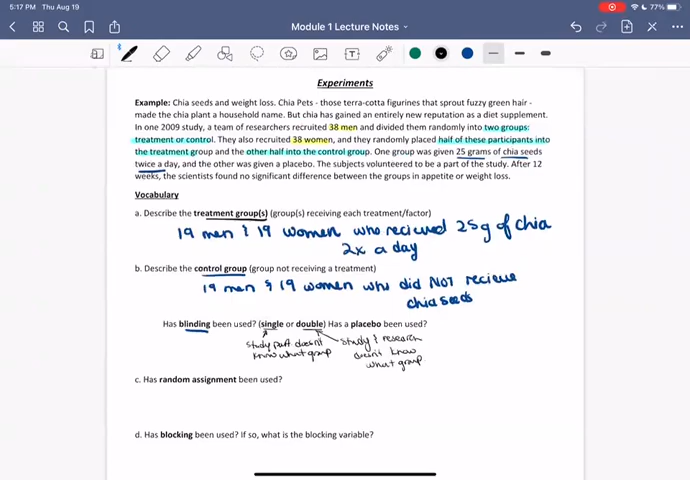 5:17 PM Thu Aug 19
77%
Module 1 Lecture Notes
Experiments
Example: Chia seeds and weight loss. Chia Pets - those terra-cotta figurines that sprout fuzzy green hair -
made the chia plant a household name. But chia has gained an entirely new reputation as a diet supplement.
In one 2009 study, a team of researchers recruited 38 men and divided them randomly into two groups:
treatment or control. They also recruited 38 women, and they randomly placed half of these participants into
the treatment group and the other half into the control group. One group was given 25 grams of chia seeds
twice a day, and the other was given a placebo. The subjects volunteered to be a part of the study. After 12
weeks, the scientists found no significant difference between the groups in appetite or weight loss.
Vocabulary
a. Describe the treatment group(s) (group(s) receiving each treatment/factor)
19 men & 19 women who recieved 25g of chia
2x a day
b. Describe the control group (group not receiving a treatment)
19 men & 19 women who did NOT recieve
chia seeds
Has blinding been used? (single or double) Has a placebo been used?
study part doesn't
know what group
study & research
doesn't know
what group
c. Has random assignment been used?
d. Has blocking been used? If so, what is the blocking variable?